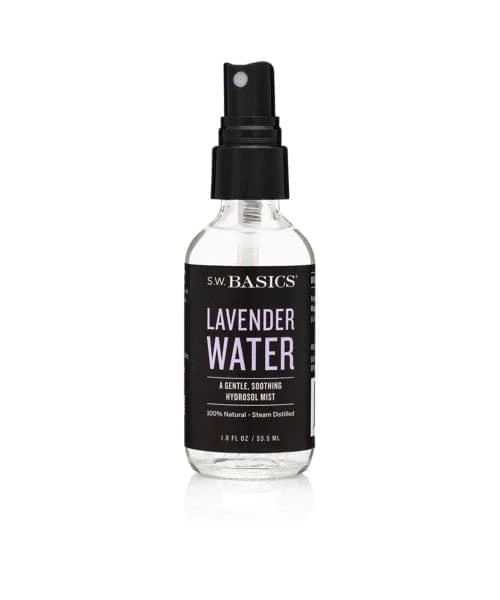 S.W. BASICS®
LAVENDER
WATER
A GENTLE, SOOTHING
HYDROSOL MIST
100% Natural - Steam Distilled
1.8 FL OZ / 53.5 ML